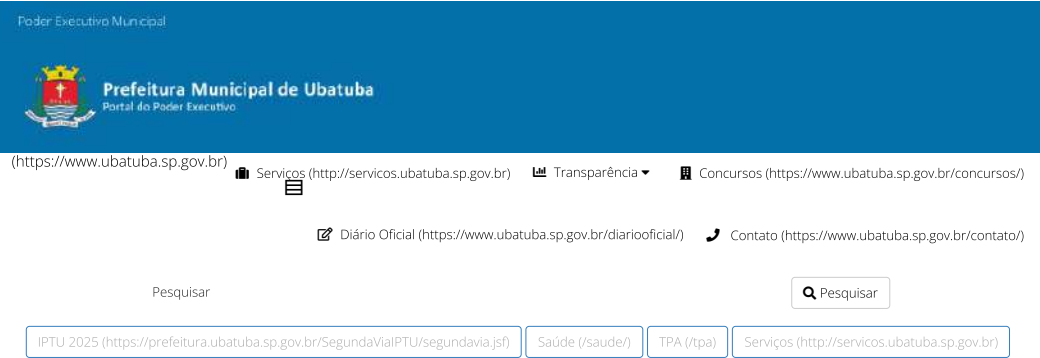 Poder Executivo Municipal
Prefeitura Municipal de Ubatuba
Portal do Poder Executivo
(https://www.ubatuba.sp.gov.br)
Serviços (http://servicos.ubatuba.sp.gov.br) Transparência Concursos (https://www.ubatuba.sp.gov.br/concursos/)
Diário Oficial (https://www.ubatuba.sp.gov.br/diariooficial/) Contato (https://www.ubatuba.sp.gov.br/contato/)
Pesquisar Pesquisar
IPTU 2025 (https://prefeitura.ubatuba.sp.gov.br/SegundaViaIPTU/segundavia.jsf) Saúde (/saude/) TPA (/tpa) Serviços (http://servicos.ubatuba.sp.gov.br)